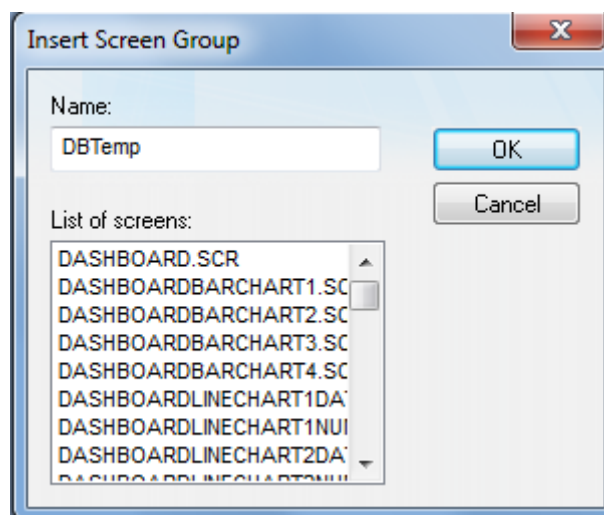 Insert Screen Group
Name:
DBTemp
OK
Cancel
List of screens:
DASHBOARD.SCR
DASHBOARDBARCHART1.SC
DASHBOARDBARCHART2.SC
DASHBOARDBARCHART3.SC
DASHBOARDBARCHART4.SC
DASHBOARDLINECHART1DA
DASHBOARDLINECHART1NU
DASHBOARDLINECHART2DA